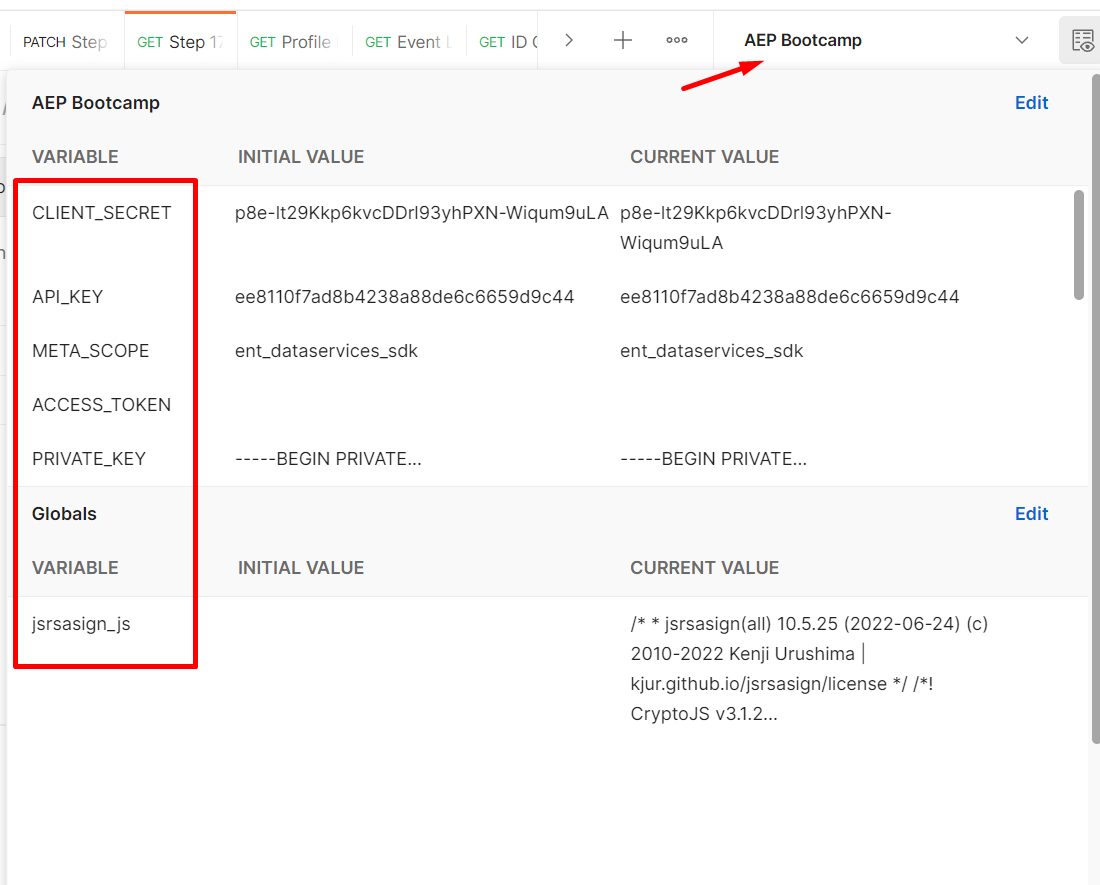 PATCH Step GET Step 17 GET Profile GET Event L GET ID AEP Bootcamp
AEP Bootcamp Edit
VARIABLE INITIAL VALUE CURRENT VALUE
CLIENT_SECRET p8e-lt29Kkp6kvcDDrl93yhPXN-Wiqum9uLA p8e-lt29Kkp6kvcDDrl93yhPXN-
Wiqum9uLA
API_KEY ee8110f7ad8b4238a88de6c6659d9c44 ee8110f7ad8b4238a88de6c6659d9c44
META_SCOPE ent_dataservices_sdk ent_dataservices_sdk
ACCESS_TOKEN
PRIVATE_KEY -----BEGIN PRIVATE... -----BEGIN PRIVATE...
Globals Edit
VARIABLE INITIAL VALUE CURRENT VALUE
jsrsasign_js /* * jsrsasign(all) 10.5.25 (2022-06-24) (c)
2010-2022 Kenji Urushima |
kjur.github.io/jsrsasign/license */ /*!
CryptoJS v3.1.2...